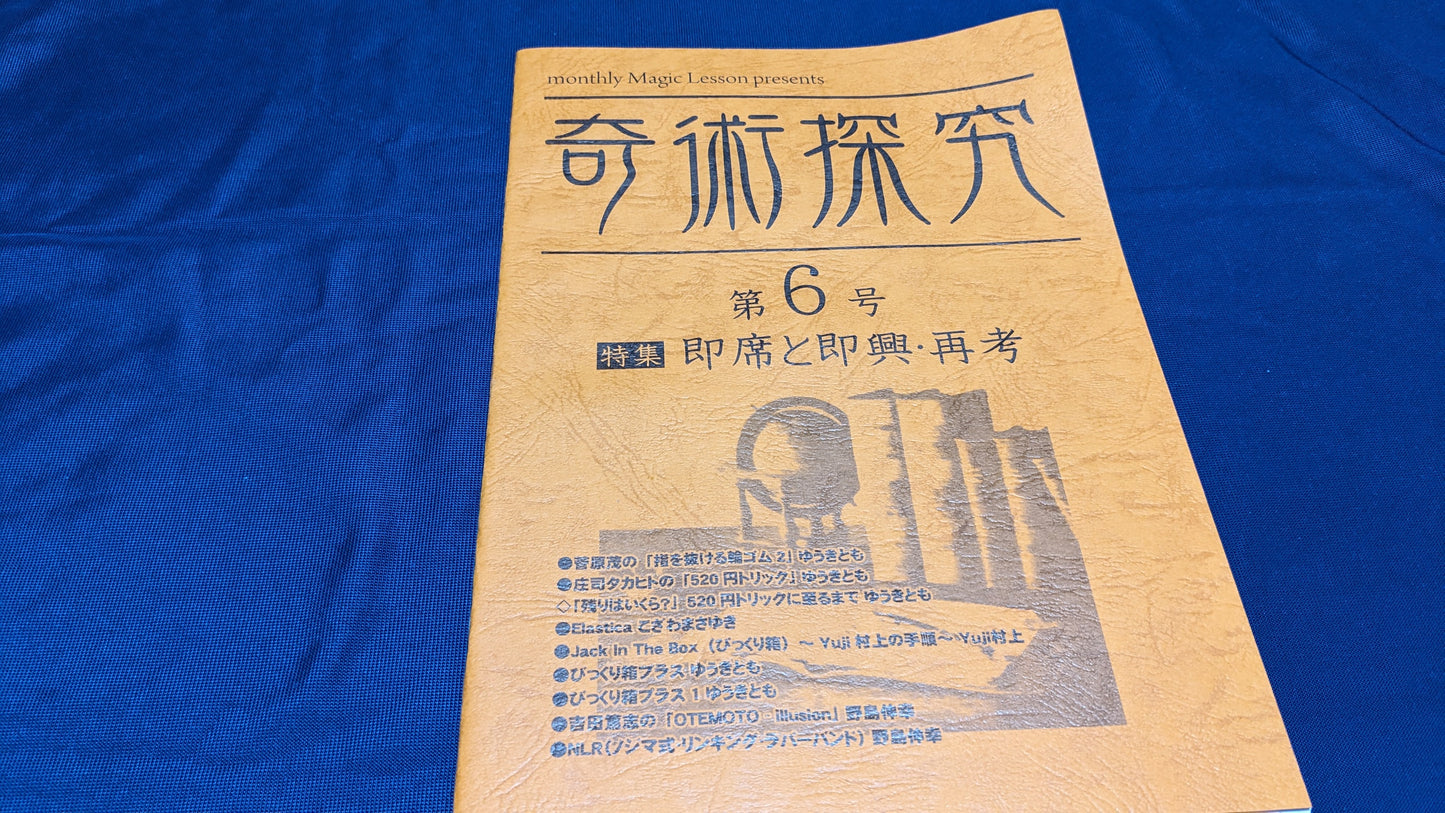 monthly Magic Lesson presents
奇術探究
第6号
特集 即席と即興・再考
●菅原茂の「指を抜ける輪ゴム2」ゆうきとも
●庄司タカヒトの「520円トリック」ゆうきとも
◇「残りはいくら?」520円トリックに至るまで ゆうきとも
●Elastica こざわまさゆき
●Jack In The Box（びっくり箱）～ Yuji 村上の手順～ Yuji村上
●びっくり箱プラス ゆうきとも
●びっくり箱プラス 1 ゆうきとも
●吉田篤志の「OTEMOTO - illusion」野島伸幸
●NLR(ノシマ式・リンキング・ラバーバンド) 野島伸幸